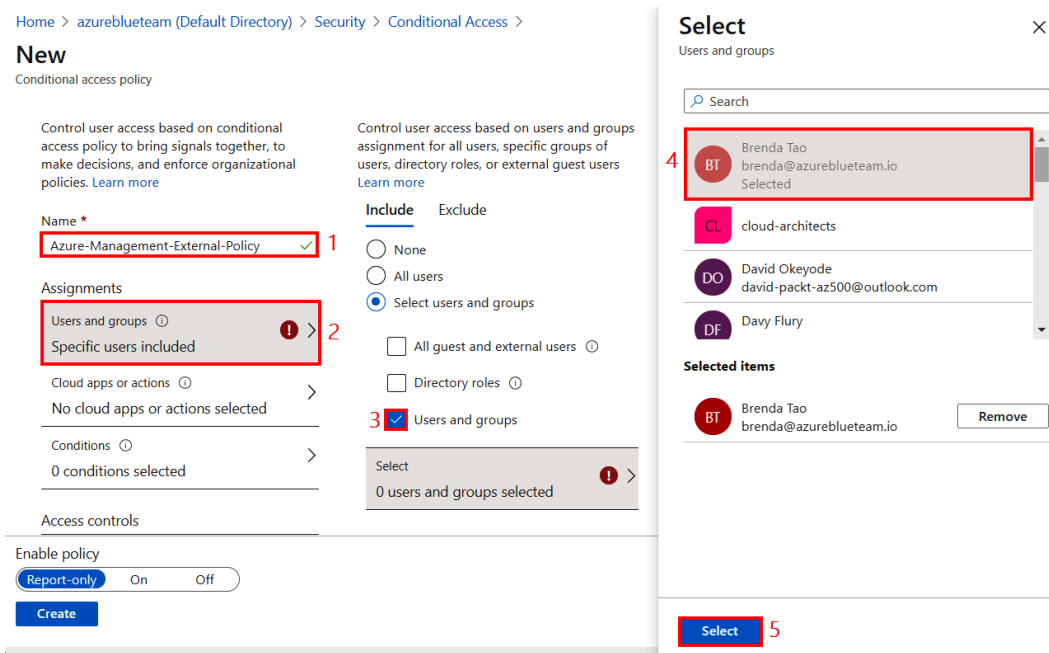 Home > azureblueteam (Default Directory) > Security > Conditional Access >
New
Conditional access policy
Control user access based on conditional
access policy to bring signals together, to
make decisions, and enforce organizational
policies. Learn more
Name *
Azure-Management-External-Policy
1
Assignments
Users and groups
Specific users included
2
Cloud apps or actions
No cloud apps or actions selected
Conditions
0 conditions selected
Access controls
Enable policy
Report-only On Off
Create
Control user access based on users and groups
assignment for all users, specific groups of
users, directory roles, or external guest users
Learn more
Include Exclude
None
All users
Select users and groups
All guest and external users
Directory roles
3 Users and groups
Select
0 users and groups selected
Select
Users and groups
Search
4
BT
Brenda Tao
brenda@azureblueteam.io
Selected
CL
cloud-architects
DO
David Okeyode
david-packt-az500@outlook.com
DF
Davy Flury
Selected items
BT
Brenda Tao
brenda@azureblueteam.io
Remove
Select 5